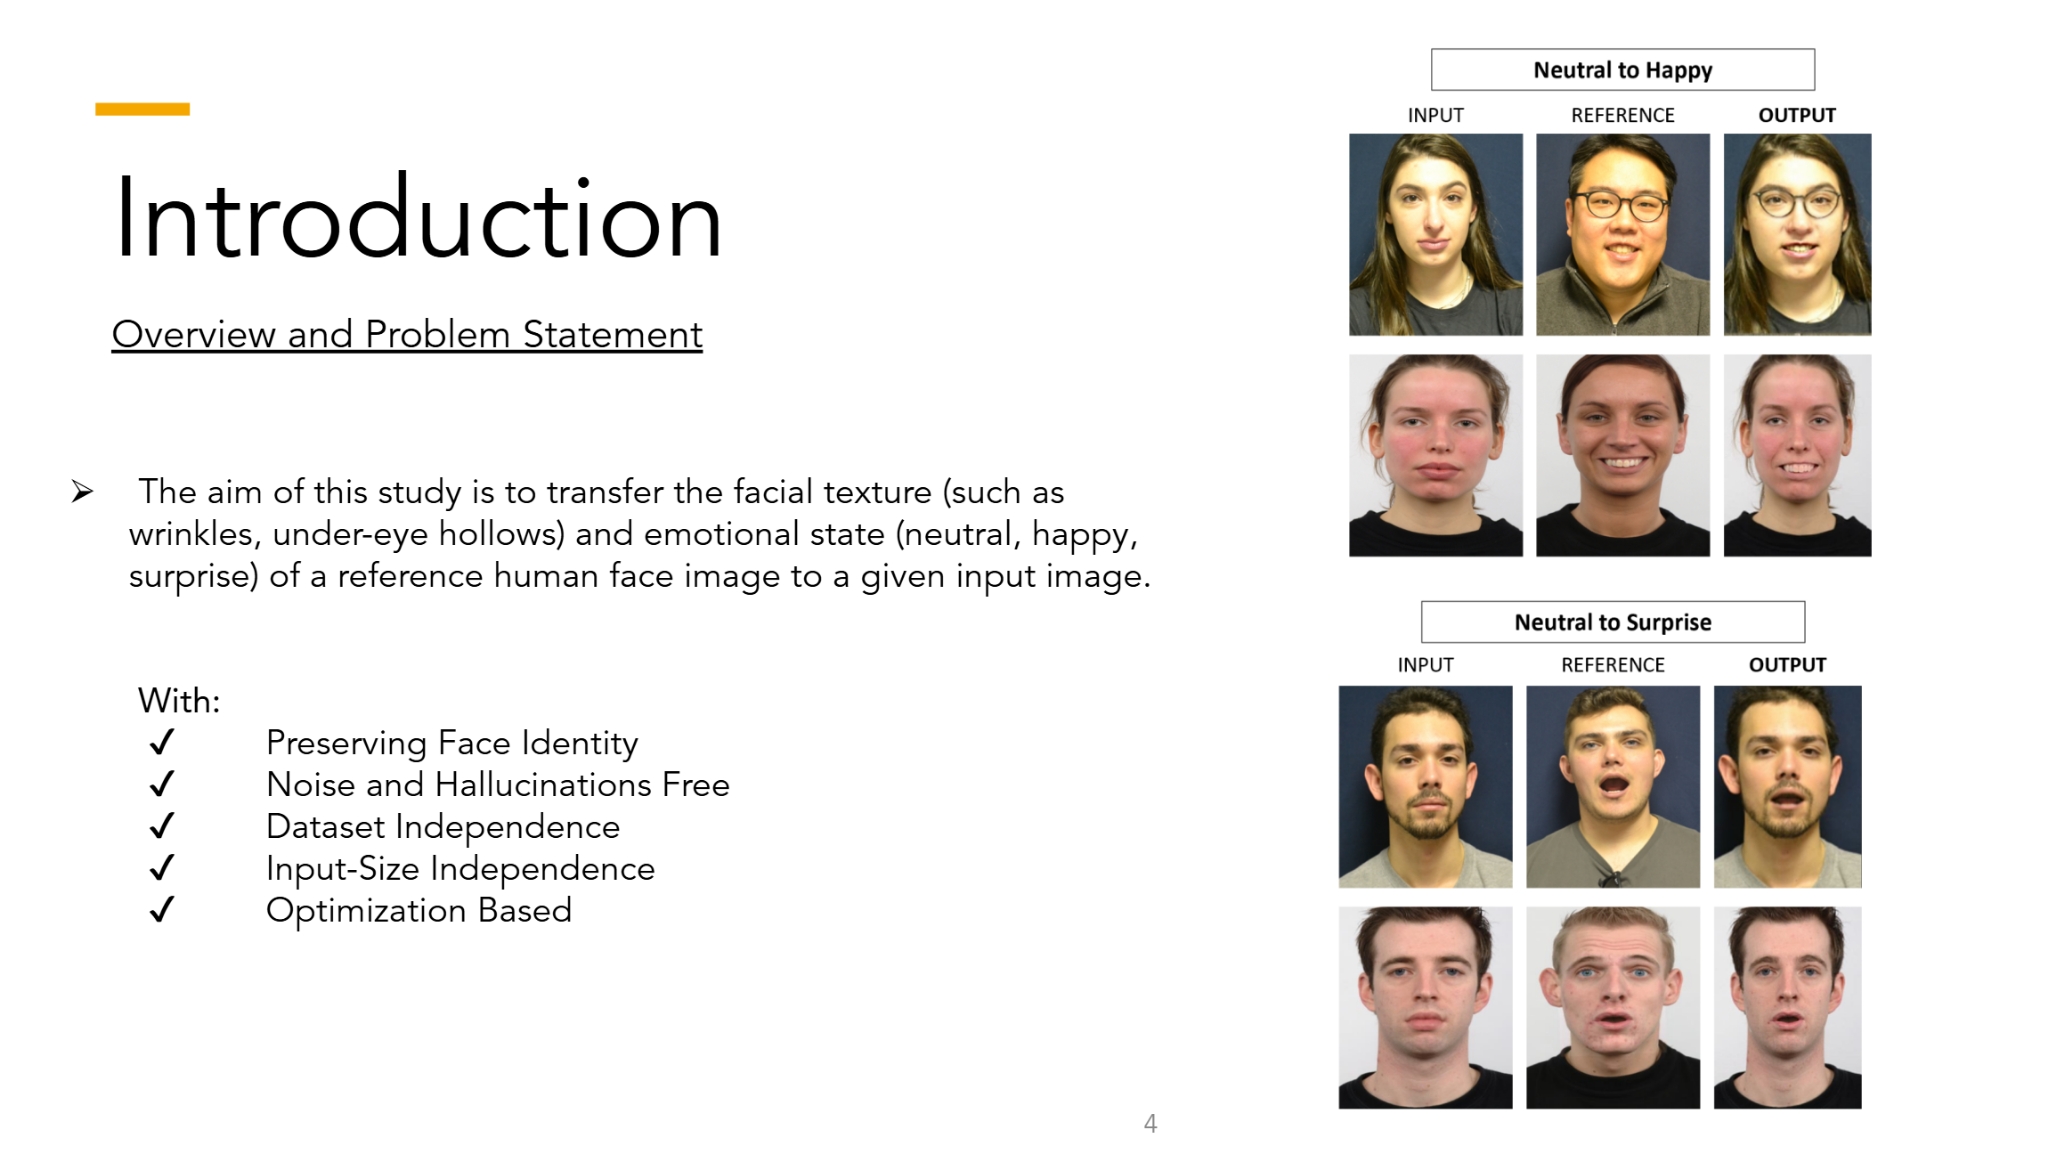 Introduction
Overview and Problem Statement
➢ The aim of this study is to transfer the facial texture (such as
wrinkles, under-eye hollows) and emotional state (neutral, happy,
surprise) of a reference human face image to a given input image.
With:
✓ Preserving Face Identity
✓ Noise and Hallucinations Free
✓ Dataset Independence
✓ Input-Size Independence
✓ Optimization Based
Neutral to Happy
INPUT REFERENCE OUTPUT
Neutral to Surprise
INPUT REFERENCE OUTPUT
4